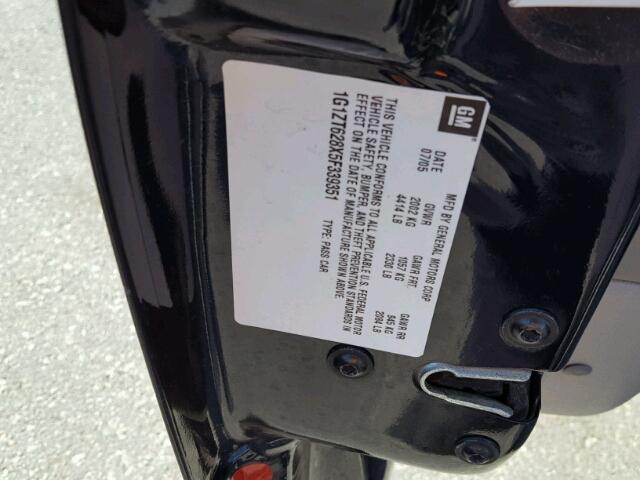 GM
MFD BY GENERAL MOTORS CORP
DATE GVWR GAWR FRT. GAWR RR
07/05 2002 KG 1057 KG 945 KG
4414 LB 2330 LB 2084 LB
THIS VEHICLE CONFORMS TO ALL APPLICABLE U.S. FEDERAL MOTOR
VEHICLE SAFETY, BUMPER, AND THEFT PREVENTION STANDARDS IN
EFFECT ON THE DATE OF MANUFACTURE SHOWN ABOVE.
1G1ZT628X5F339351 TYPE: PASS CAR